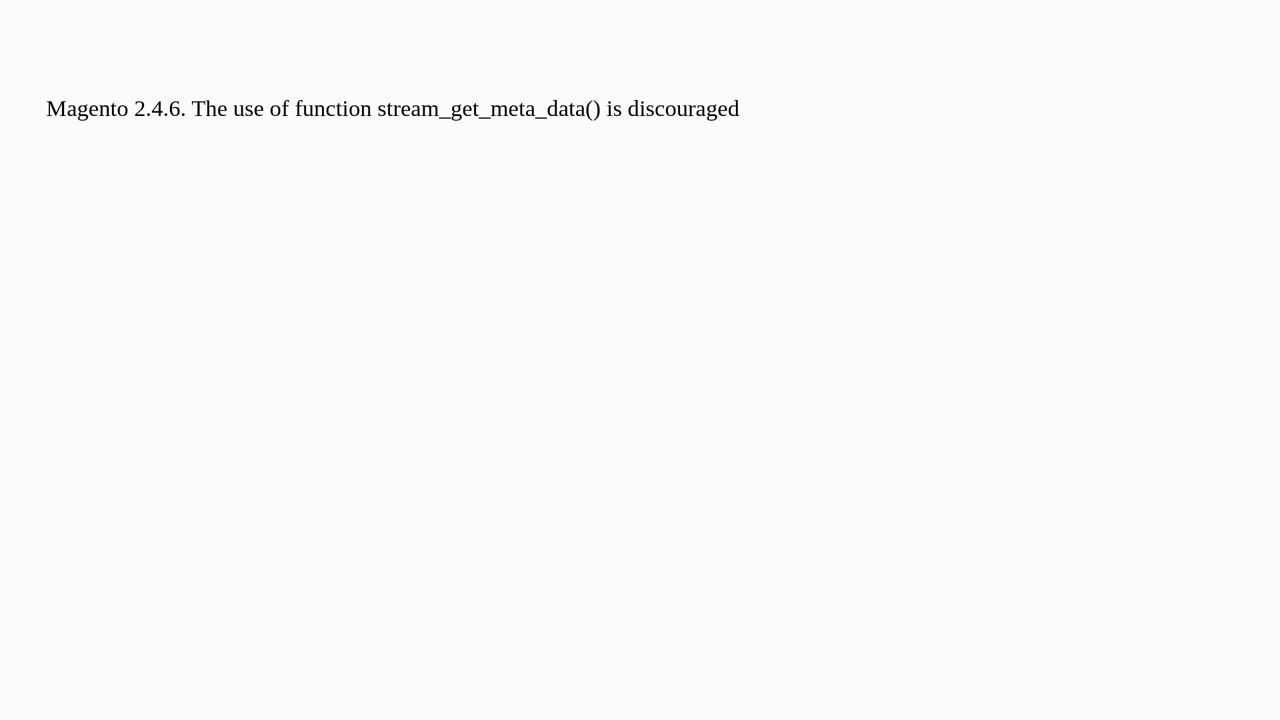 Magento 2.4.6. The use of function stream_get_meta_data() is discouraged